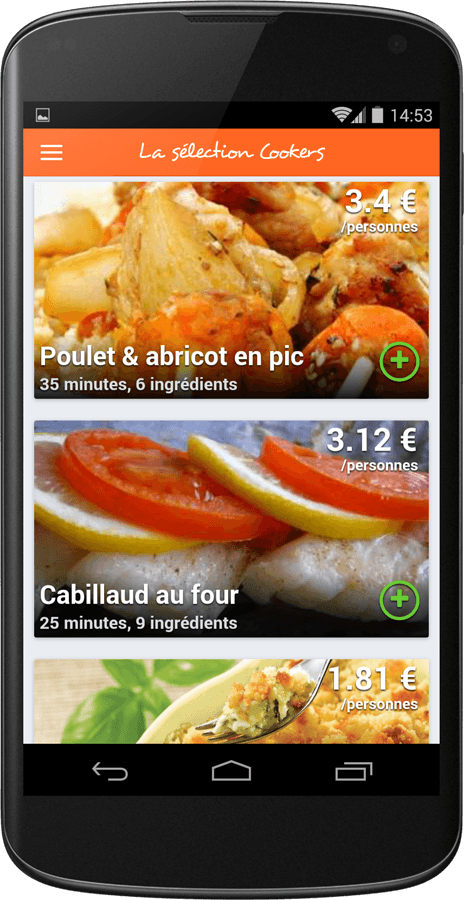 14:53
La sélection Cookers
3.4 €
/personnes
Poulet & abricot en pic
35 minutes, 6 ingrédients
3.12 €
/personnes
Cabillaud au four
25 minutes, 9 ingrédients
1.81 €
/personnes